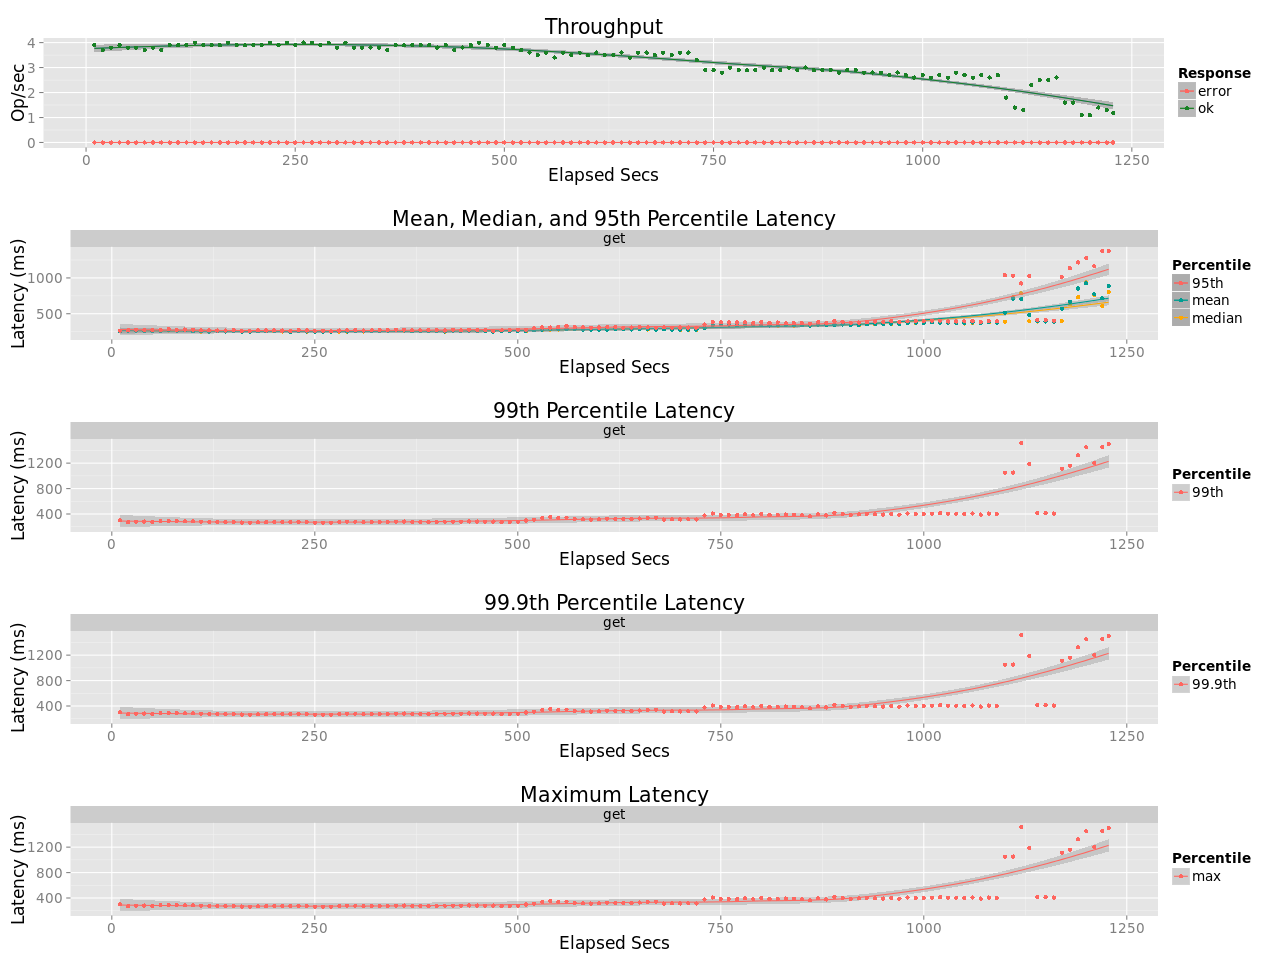 Throughput
Op/sec
4
3
2
1
0
0 250 500 750 1000 1250
Elapsed Secs
Response
error
ok
Mean, Median, and 95th Percentile Latency
get
Latency (ms)
1000
500
0 250 500 750 1000 1250
Elapsed Secs
Percentile
95th
mean
median
99th Percentile Latency
get
Latency (ms)
1200
800
400
0 250 500 750 1000 1250
Elapsed Secs
Percentile
99th
99.9th Percentile Latency
get
Latency (ms)
1200
800
400
0 250 500 750 1000 1250
Elapsed Secs
Percentile
99.9th
Maximum Latency
get
Latency (ms)
1200
800
400
0 250 500 750 1000 1250
Elapsed Secs
Percentile
max